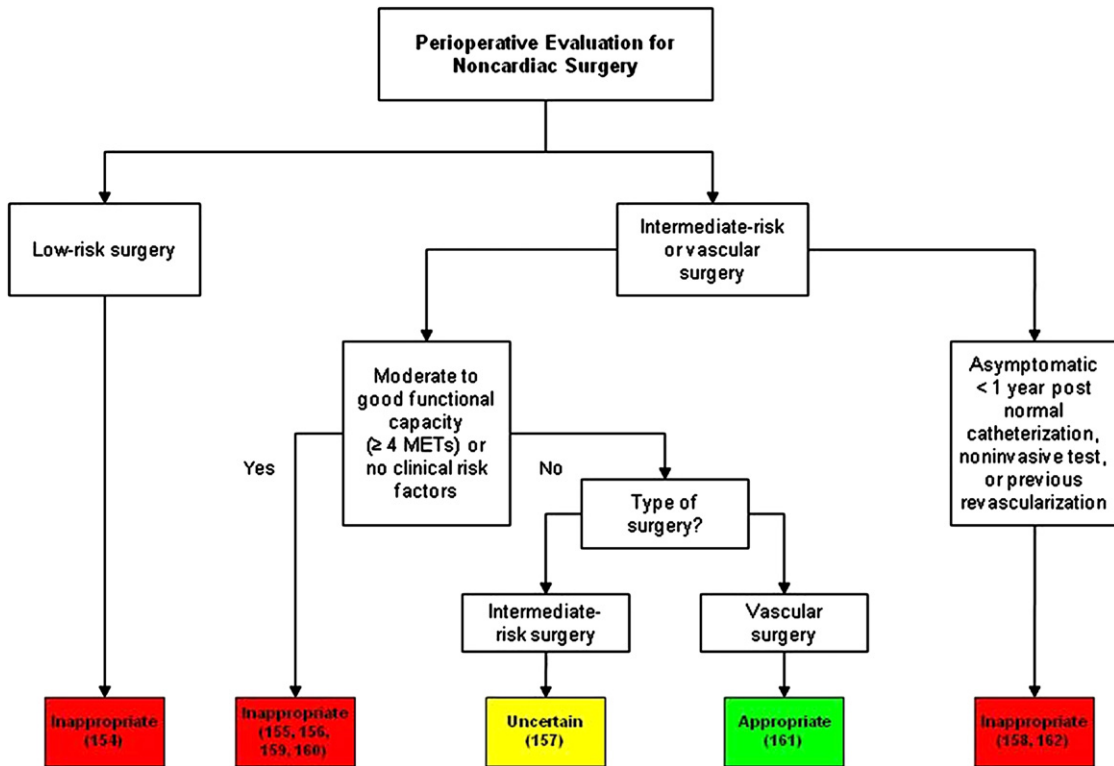 Perioperative Evaluation for
Noncardiac Surgery
Low-risk surgery
Intermediate-risk
or vascular
surgery
Moderate to
good functional
capacity
(≥ 4 METs) or
no clinical risk
factors
Asymptomatic
< 1 year post
normal
catheterization,
noninvasive test,
or previous
revascularization
Yes
No
Type of
surgery?
Intermediate-
risk surgery
Vascular
surgery
Inappropriate
(154)
Inappropriate
(155, 156,
159, 160)
Uncertain
(157)
Appropriate
(161)
Inappropriate
(158, 162)